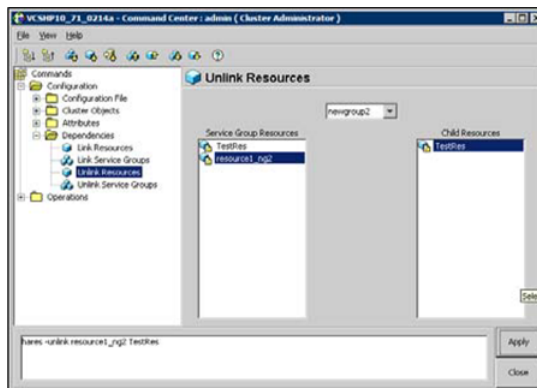 VCSHP10_71_0214a - Command Center : admin ( Cluster Administrator )
File View Help
Commands
Configuration
Configuration File
Cluster Objects
Attributes
Dependencies
Link Resources
Link Service Groups
Unlink Resources
Unlink Service Groups
Operations
Unlink Resources
newgroup2
Service Group Resources
TestRes
resource1_ng2
Child Resources
TestRes
Sele
hares -unlink resource1_ng2 TestRes
Apply
Close